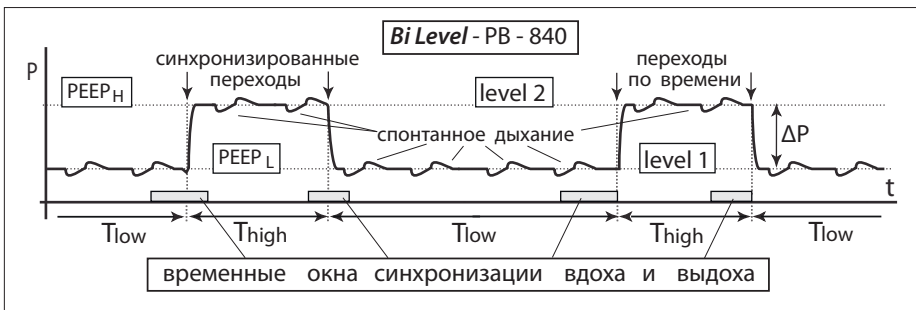 Bi Level - PB - 840
синхронизированные
переходы
переходы
по времени
P
PEEP H
level 2
спонтанное дыхание
ΔP
PEEP L
level 1
t
Tlow
Thigh
Tlow
Thigh
Tlow
временные окна синхронизации вдоха и выдоха